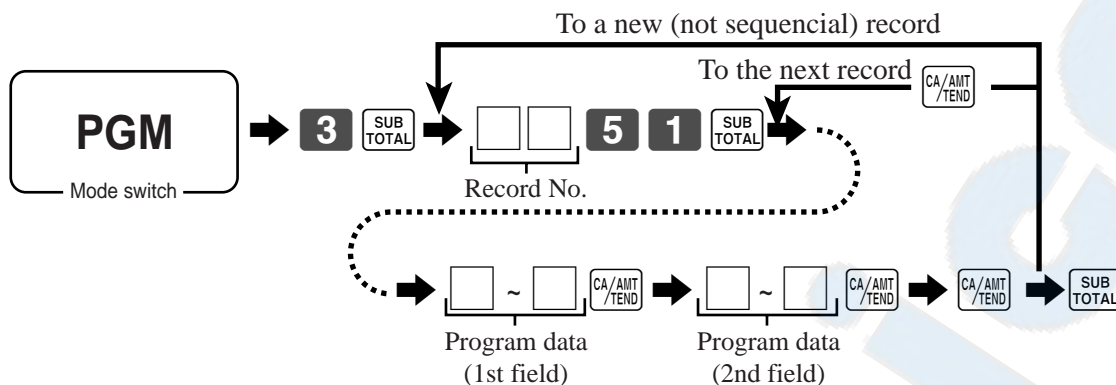 To a new (not sequencial) record
To the next record
CA/AMT
/TEND
PGM
Mode switch
3
SUB
TOTAL
5 1
SUB
TOTAL
Record No.
~
CA/AMT
/TEND
~
CA/AMT
/TEND
CA/AMT
/TEND
SUB
TOTAL
Program data
(1st field)
Program data
(2nd field)